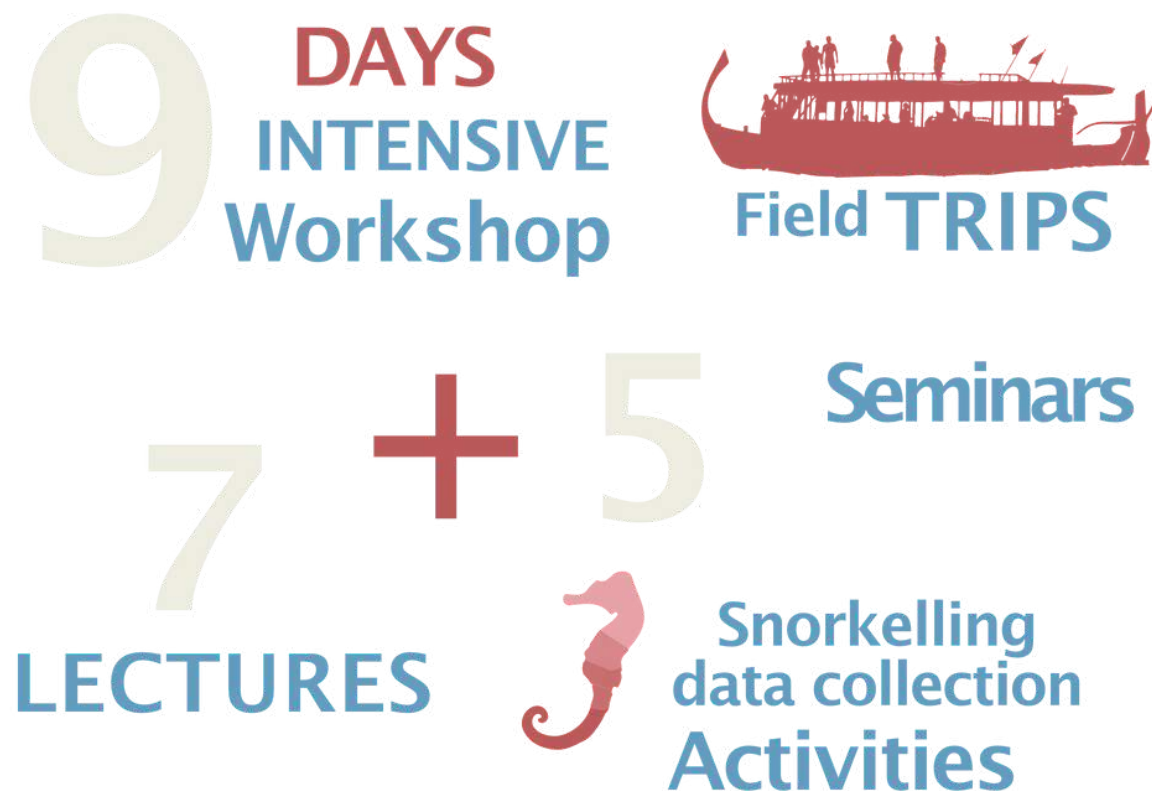 9
DAYS
INTENSIVE
Workshop
Field TRIPS
7
+
5
Seminars
LECTURES
Snorkelling
data collection
Activities